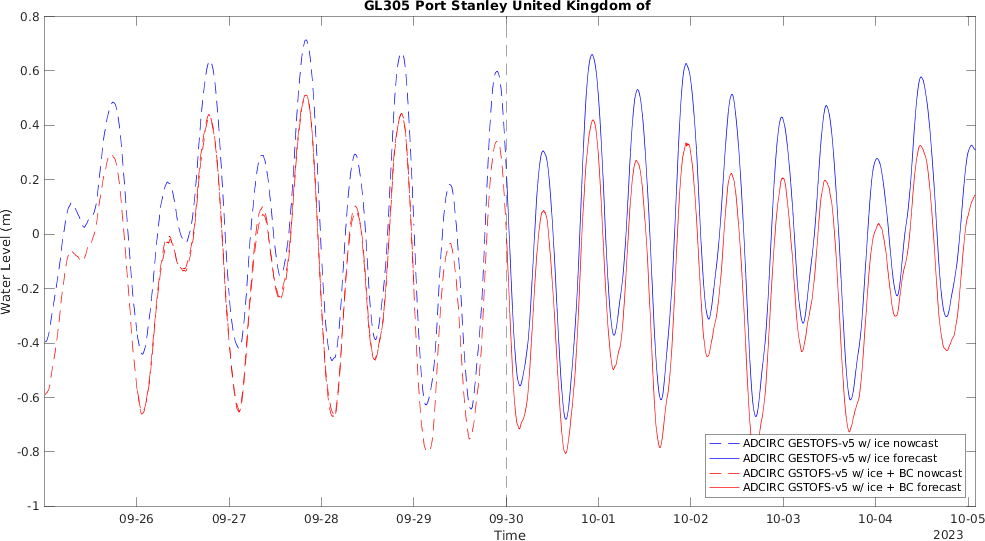 GL305 Port Stanley United Kingdom of
0.8
0.6
0.4
0.2
0
-0.2
-0.4
-0.6
-0.8
-1
Water Level (m)
ADCIRC GESTOFS-v5 w/ ice nowcast
ADCIRC GESTOFS-v5 w/ ice forecast
ADCIRC GSTOFS-v5 w/ ice + BC nowcast
ADCIRC GSTOFS-v5 w/ ice + BC forecast
09-26 09-27 09-28 09-29 09-30 10-01 10-02 10-03 10-04 10-05
Time
2023